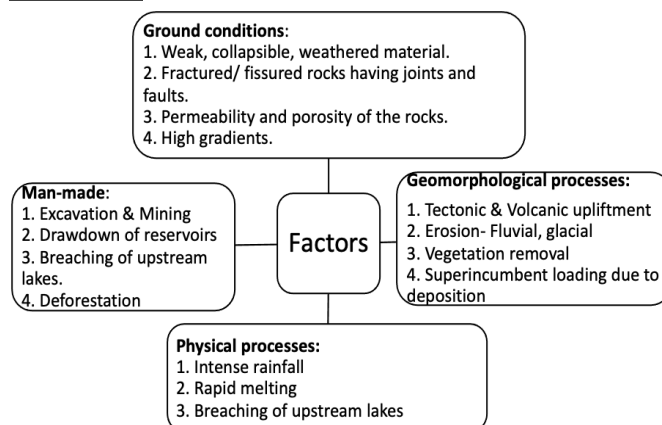 Ground conditions:
1. Weak, collapsible, weathered material.
2. Fractured/ fissured rocks having joints and
faults.
3. Permeability and porosity of the rocks.
4. High gradients.
Man-made:
1. Excavation & Mining
2. Drawdown of reservoirs
3. Breaching of upstream
lakes.
4. Deforestation
Factors
Geomorphological processes:
1. Tectonic & Volcanic upliftment
2. Erosion- Fluvial, glacial
3. Vegetation removal
4. Superincumbent loading due to
deposition
Physical processes:
1. Intense rainfall
2. Rapid melting
3. Breaching of upstream lakes